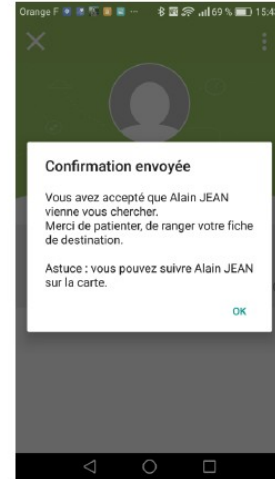 Orange F ... 69 % 15:4
Confirmation envoyée
Vous avez accepté que Alain JEAN
vienne vous chercher.
Merci de patienter, de ranger votre fiche
de destination.
Astuce : vous pouvez suivre Alain JEAN
sur la carte.
OK